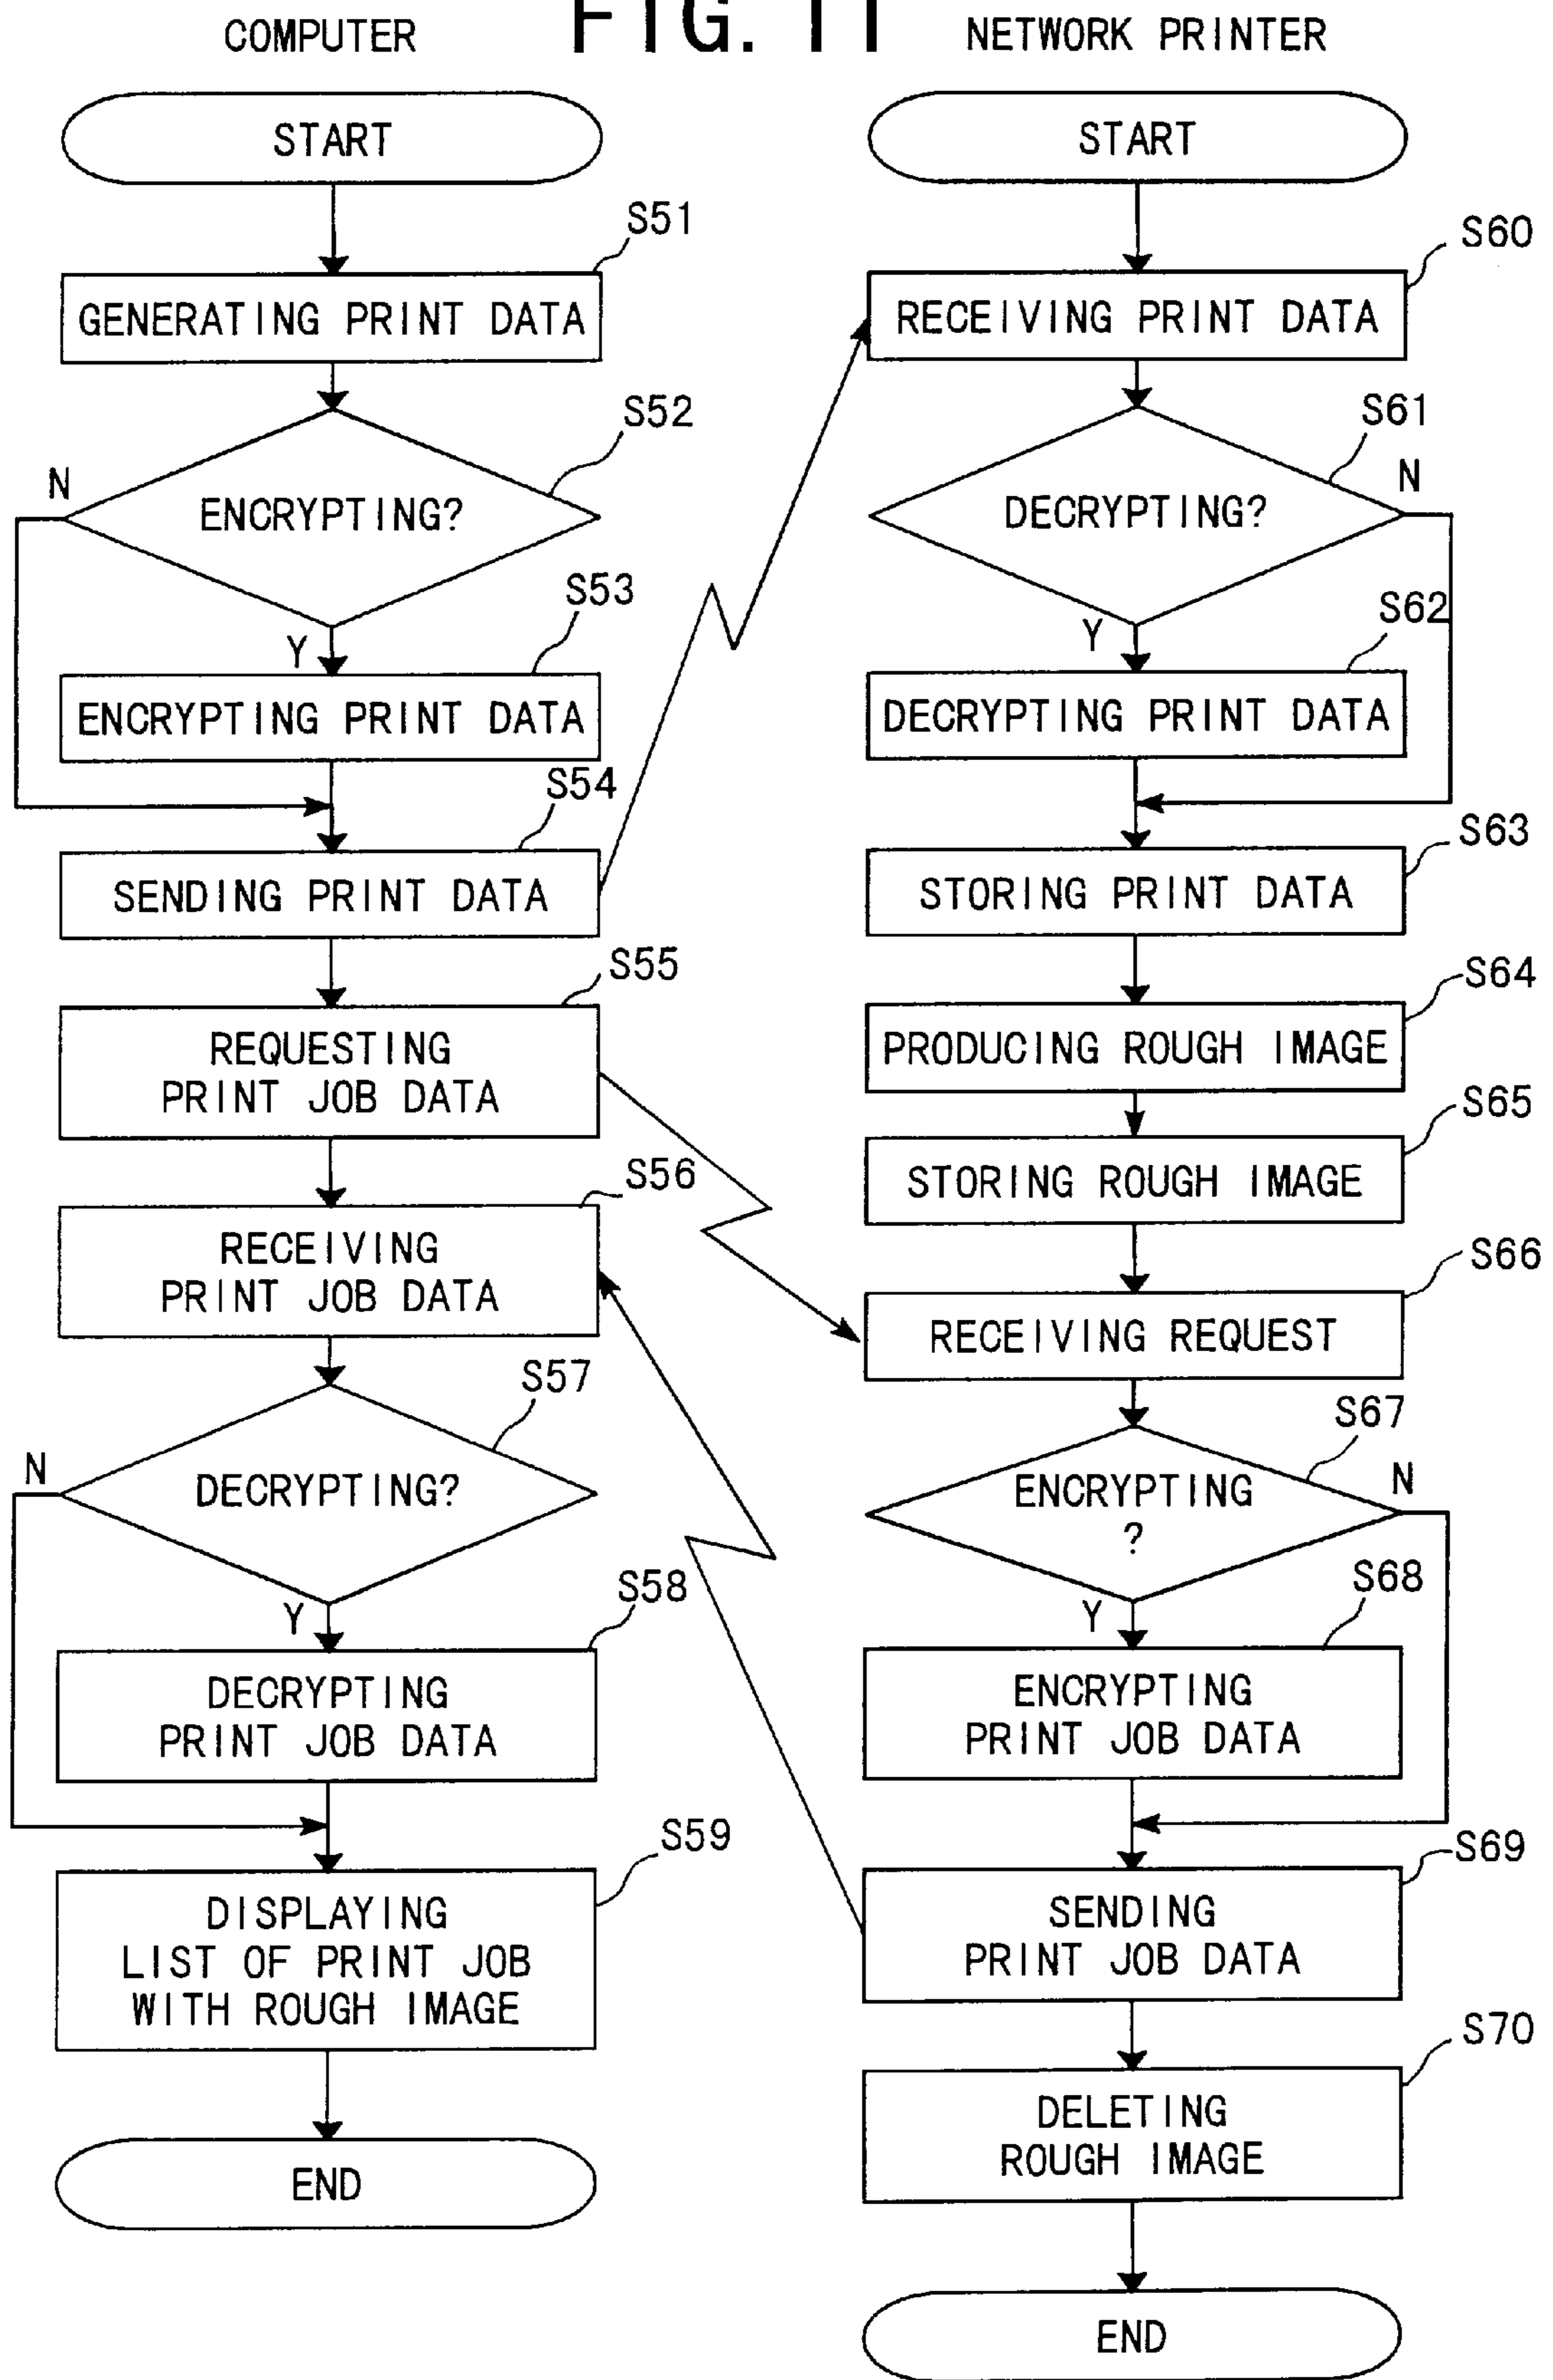 FIG. 11
COMPUTER
START
S51
GENERATING PRINT DATA
S52
N
ENCRYPTING?
Y
S53
ENCRYPTING PRINT DATA
S54
SENDING PRINT DATA
S55
REQUESTING
PRINT JOB DATA
S56
RECEIVING
PRINT JOB DATA
S57
N
DECRYPTING?
Y
S58
DECRYPTING
PRINT JOB DATA
S59
DISPLAYING
LIST OF PRINT JOB
WITH ROUGH IMAGE
END
NETWORK PRINTER
START
S60
RECEIVING PRINT DATA
S61
N
DECRYPTING?
Y
S62
DECRYPTING PRINT DATA
S63
STORING PRINT DATA
S64
PRODUCING ROUGH IMAGE
S65
STORING ROUGH IMAGE
S66
RECEIVING REQUEST
S67
N
ENCRYPTING
?
Y
S68
ENCRYPTING
PRINT JOB DATA
S69
SENDING
PRINT JOB DATA
S70
DELETING
ROUGH IMAGE
END